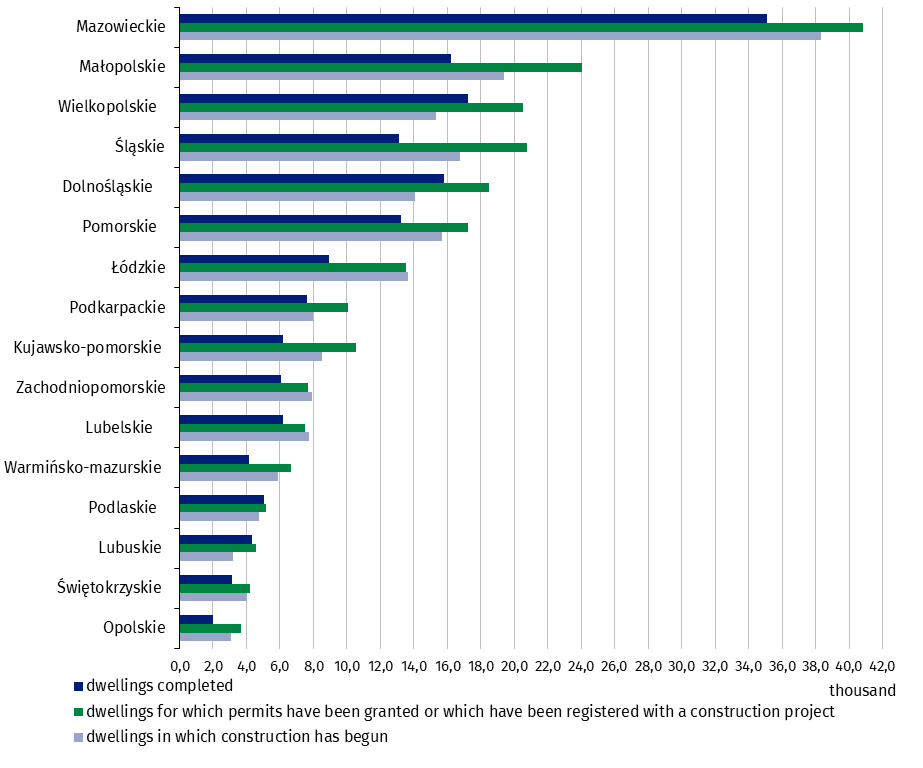 Mazowieckie
Małopolskie
Wielkopolskie
Śląskie
Dolnośląskie
Pomorskie
Łódzkie
Podkarpackie
Kujawsko-pomorskie
Zachodniopomorskie
Lubelskie
Warmińsko-mazurskie
Podlaskie
Lubuskie
Świętokrzyskie
Opolskie
0,0 2,0 4,0 6,0 8,0 10,0 12,0 14,0 16,0 18,0 20,0 22,0 24,0 26,0 28,0 30,0 32,0 34,0 36,0 38,0 40,0 42,0
thousand
dwellings completed
dwellings for which permits have been granted or which have been registered with a construction project
dwellings in which construction has begun